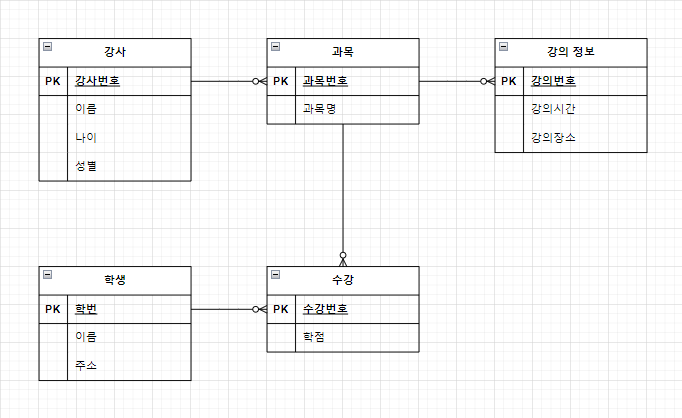 강사
PK 강사번호
이름
나이
성별
과목
PK 과목번호
과목명
강의 정보
PK 강의번호
강의시간
강의장소
학생
PK 학번
이름
주소
수강
PK 수강번호
학점